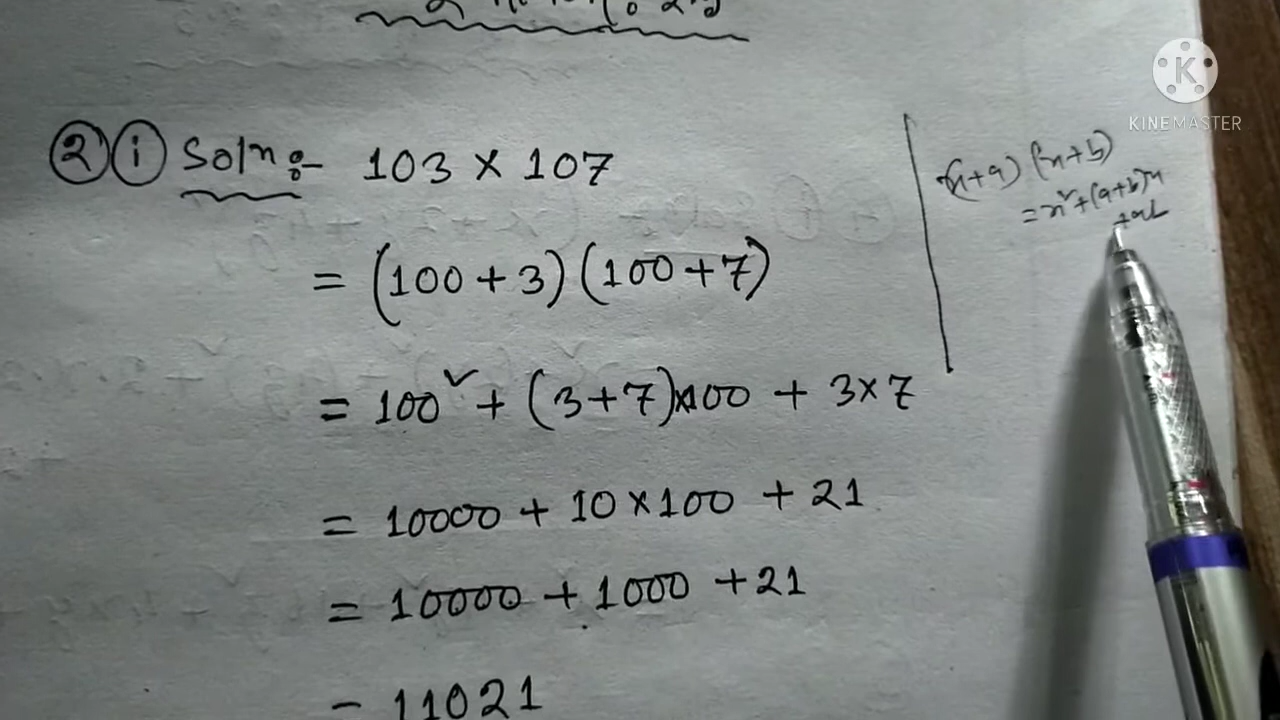 ② ⓘ Soln:- 103 × 107
= (100+3) (100+7)
= 100² + (3+7)×100 + 3×7
= 10000 + 10×100 + 21
= 10000 + 1000 + 21
= 11021
(x+a) (x+b)
= x² + (a+b)x
+ab
KINEMASTER